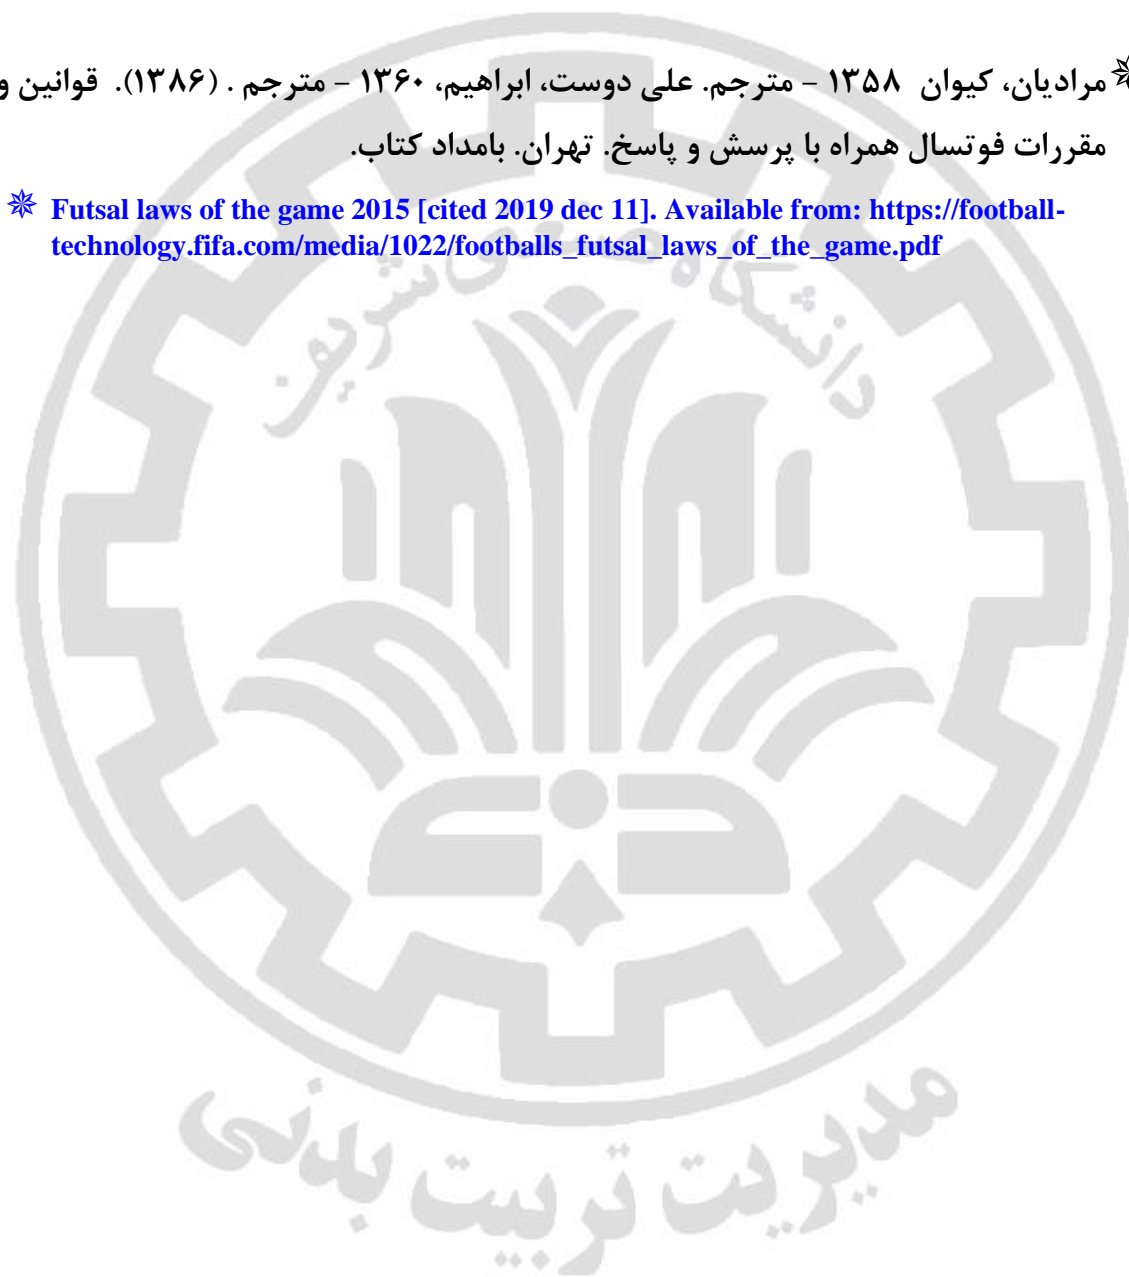 مرادیان، کیوان ۱۳۵۸ - مترجم. علی دوست، ابراهیم، ۱۳۶۰ - مترجم . (۱۳۸۶). قوانین و
مقررات فوتسال همراه با پرسش و پاسخ. تهران. بامداد کتاب.
Futsal laws of the game 2015 [cited 2019 dec 11]. Available from: https://football-
technology.fifa.com/media/1022/footballs_futsal_laws_of_the_game.pdf
دانشگاه صنعتی شریف
مدیریت تربیت بدنی